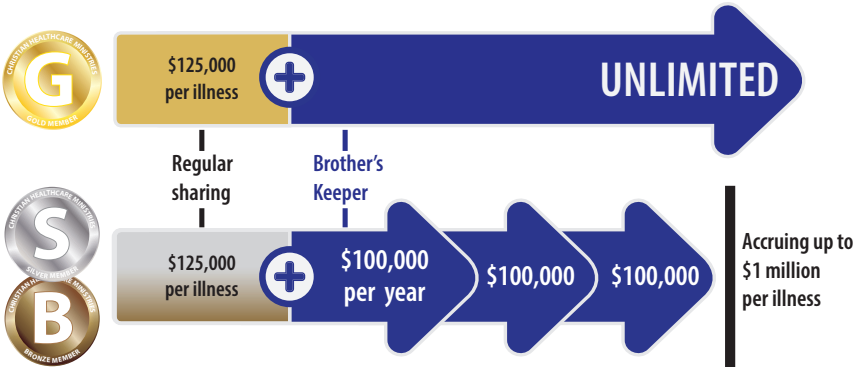 CHRISTIAN HEALTHCARE MINISTRIES
G
GOLD MEMBER
$125,000
per illness
+
UNLIMITED
Regular
sharing
Brother's
Keeper
CHRISTIAN HEALTHCARE MINISTRIES
S
SILVER MEMBER
CHRISTIAN HEALTHCARE MINISTRIES
B
BRONZE MEMBER
$125,000
per illness
+
$100,000
per year
$100,000
$100,000
Accruing up to
$1 million
per illness